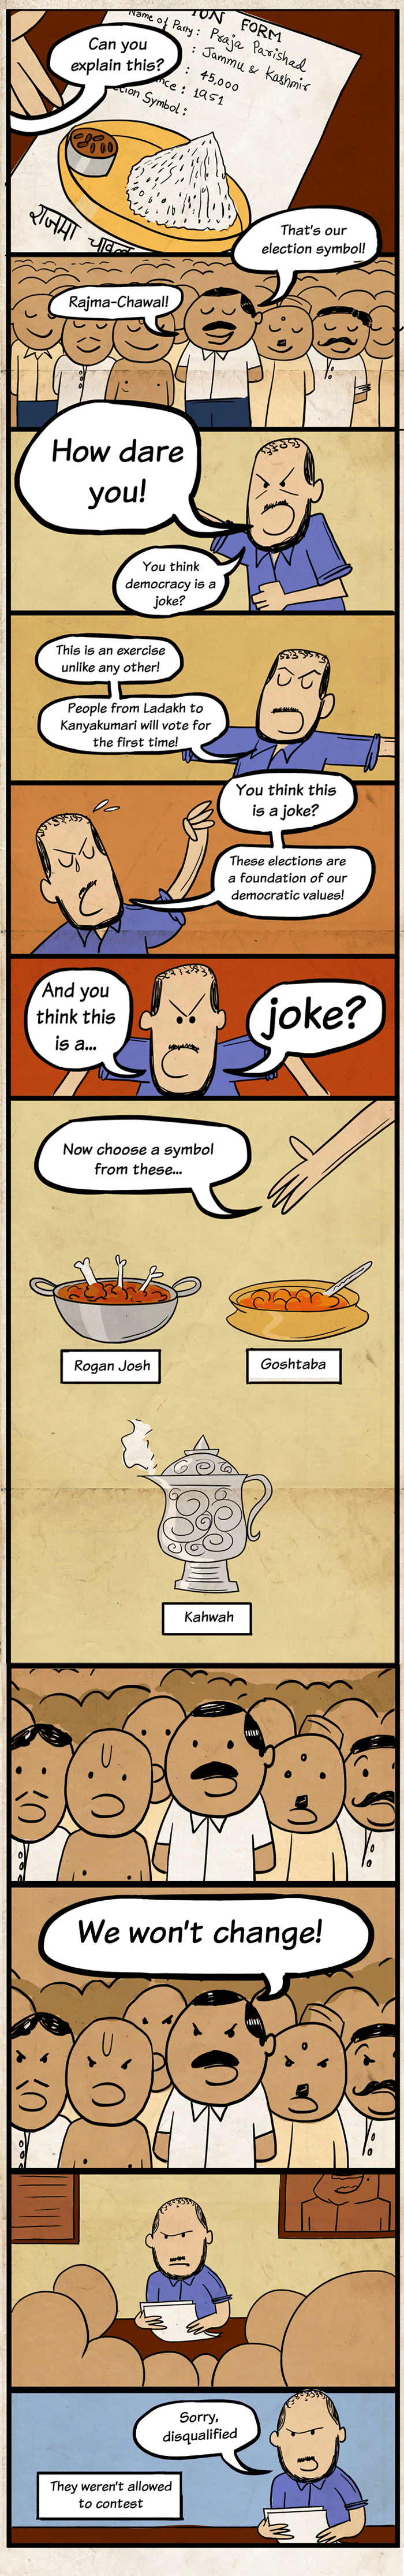 ON FORM
Name of Party: Praja Parishad
: Jammu & Kashmir
: 45,000
nce : 1951
ction Symbol :
Can you
explain this?
राजमा
चावल
That's our
election symbol!
Rajma-Chawal!
How dare
you!
You think
democracy is a
joke?
This is an exercise
unlike any other!
People from Ladakh to
Kanyakumari will vote for
the first time!
You think this
is a joke?
These elections are
a foundation of our
democratic values!
And you
think this
is a...
joke?
Now choose a symbol
from these...
Rogan Josh
Goshtaba
Kahwah
We won't change!
Sorry,
disqualified
They weren't allowed
to contest